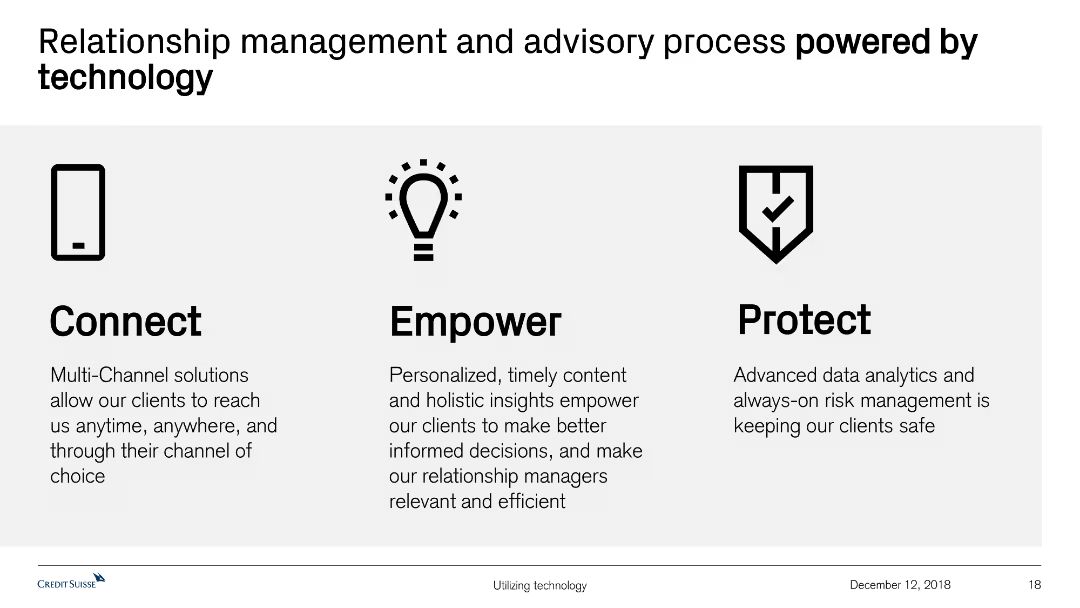 Relationship management and advisory process powered by
technology
Connect
Multi-Channel solutions
allow our clients to reach
us anytime, anywhere, and
through their channel of
choice
Empower
Personalized, timely content
and holistic insights empower
our clients to make better
informed decisions, and make
our relationship managers
relevant and efficient
Protect
Advanced data analytics and
always-on risk management is
keeping our clients safe
CREDIT SUISSE
Utilizing technology
December 12, 2018
18